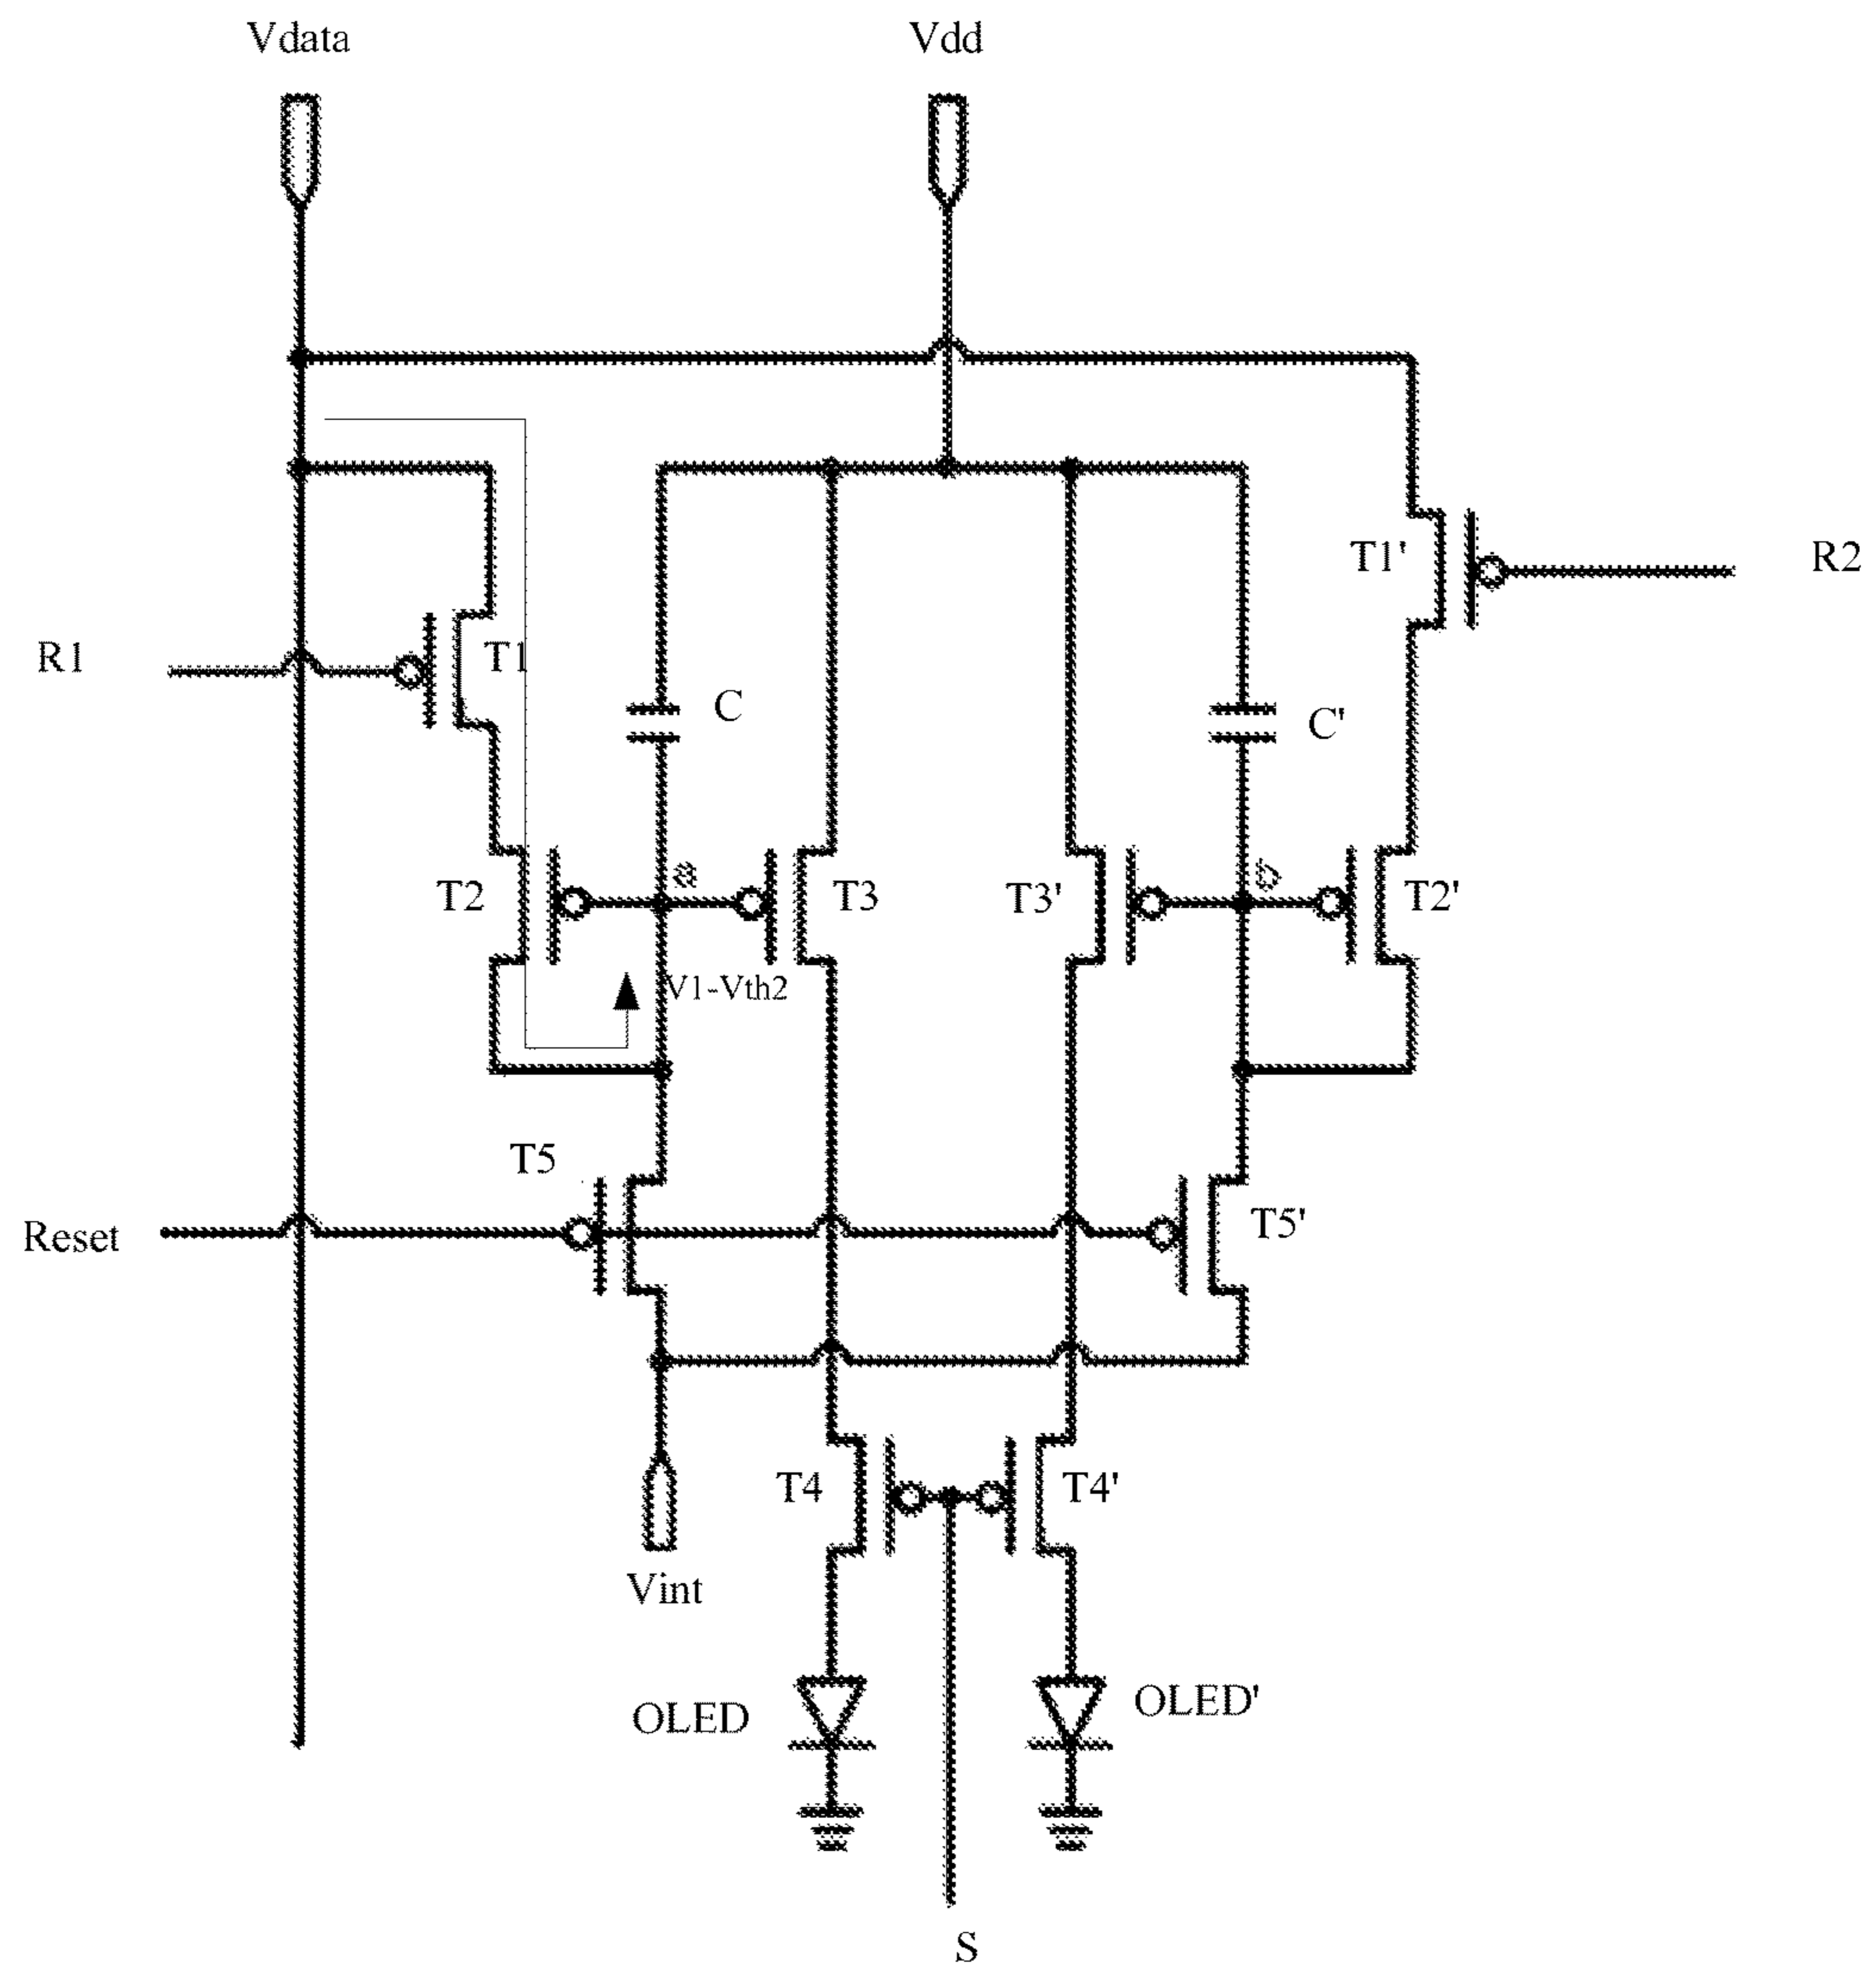 Vdata
Vdd
T1'
R2
R1
T1
C
C'
a
b
T2
T3
T3'
T2'
V1-Vth2
T5
T5'
Reset
T4
T4'
Vint
OLED
OLED'
S